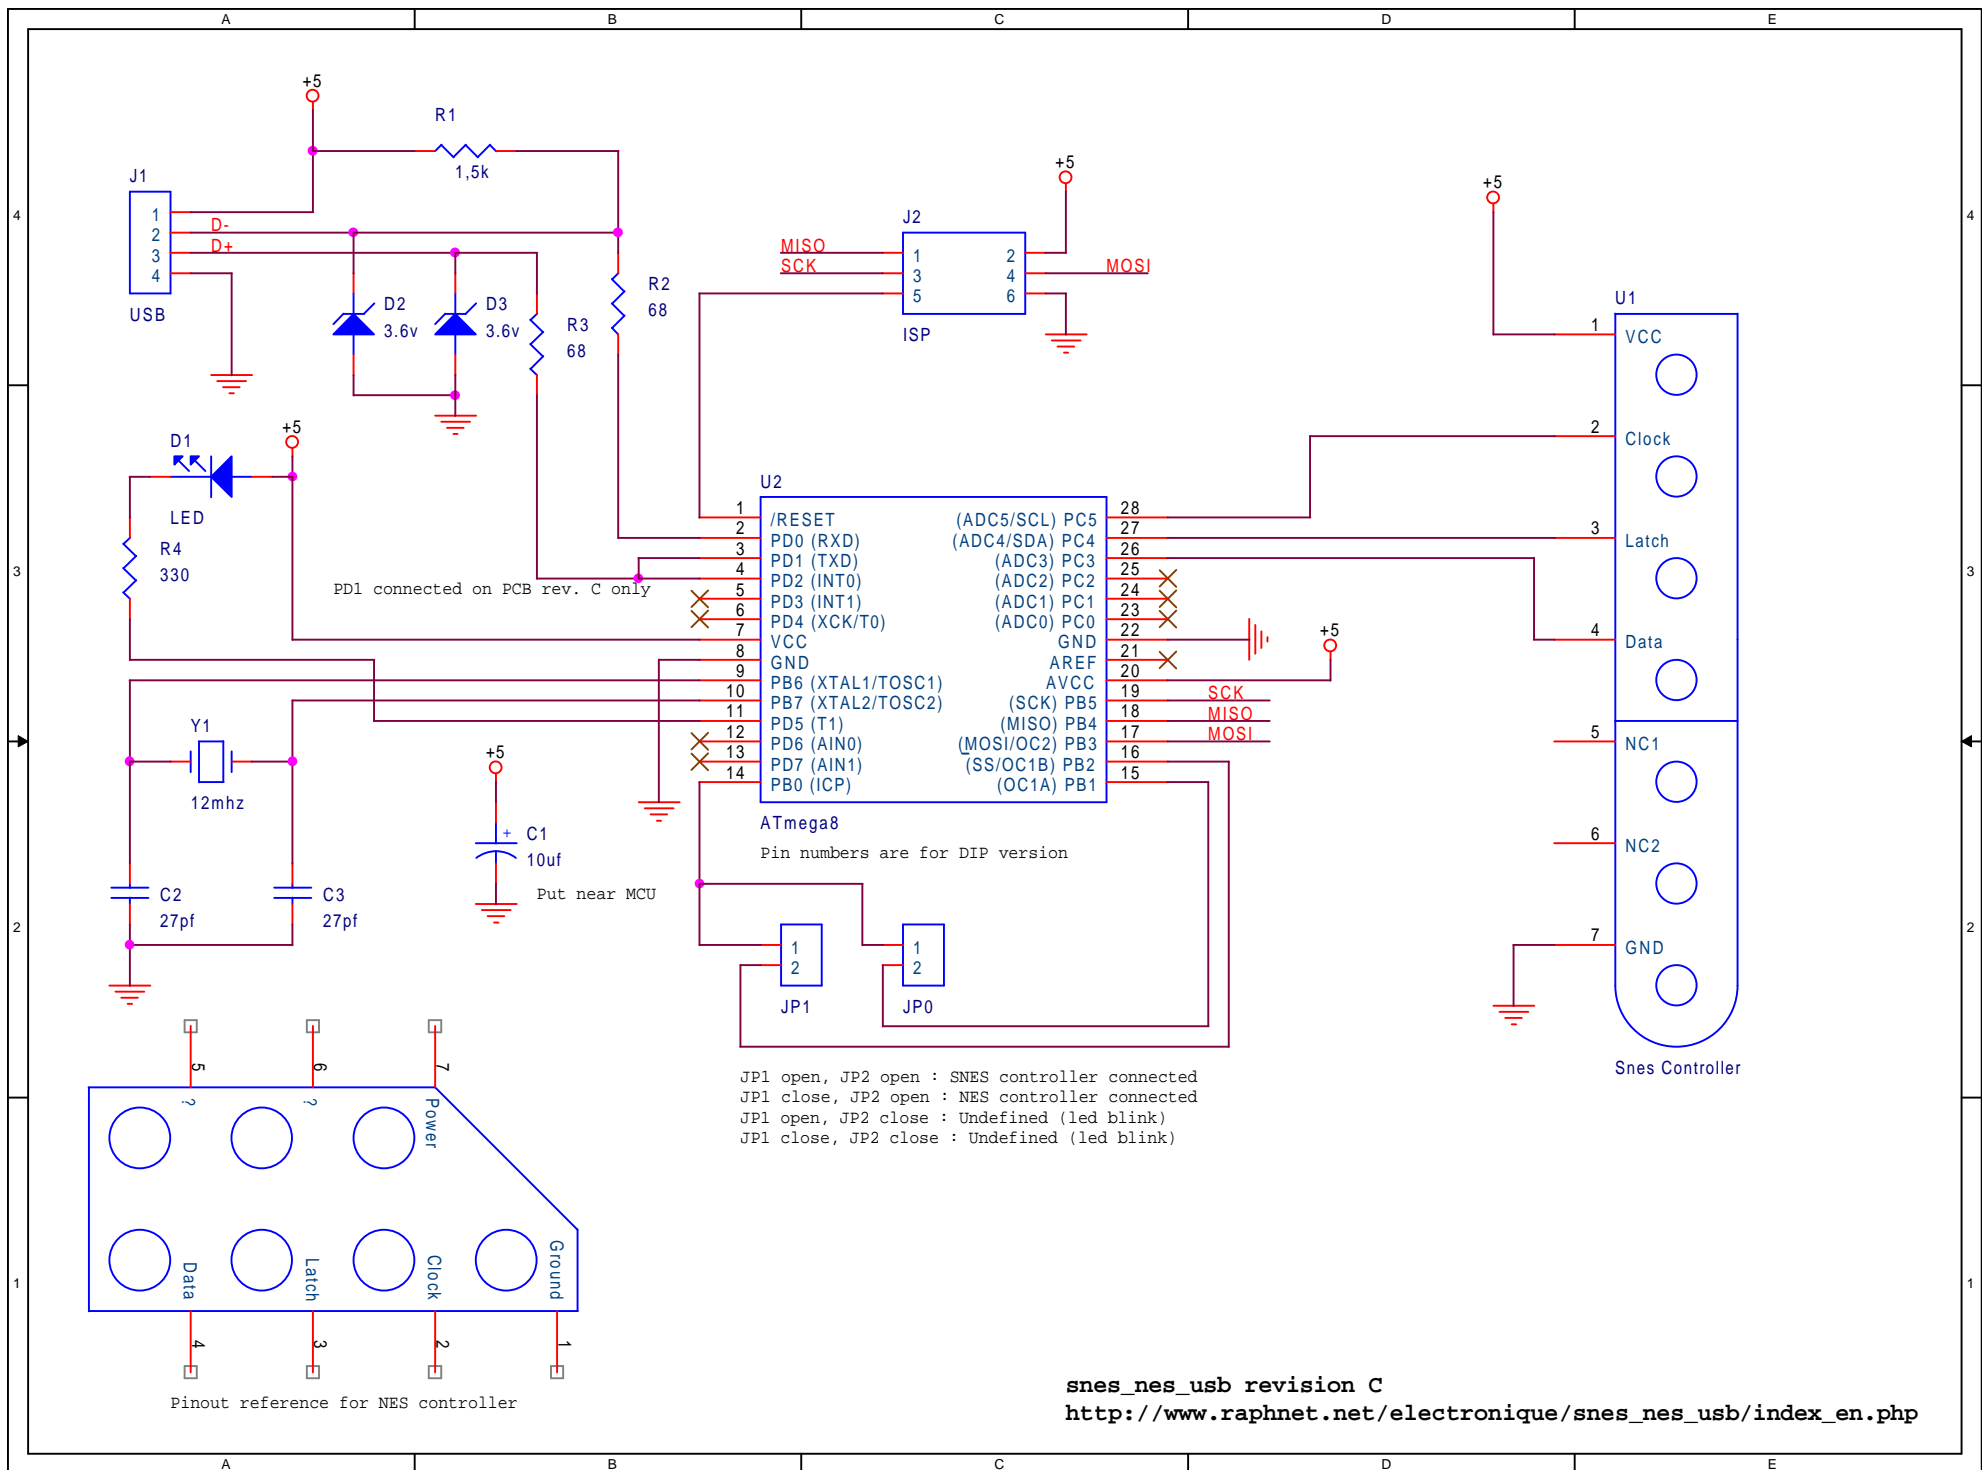 A B C D E
+5
R1
1,5k
+5
+5
J1
4 4
1
2
3
4
D-
D+
USB
J2
MISO
SCK
1
3
5
2
4
6
MOSI
ISP
D2
3.6v
D3
3.6v
R3
68
R2
68
U1
1 VCC
2 Clock
3 Latch
4 Data
5 NC1
6 NC2
7 GND
Snes Controller
+5
D1
LED
R4
330
3 3
PD1 connected on PCB rev. C only
U2
1 /RESET
2 PD0 (RXD)
3 PD1 (TXD)
4 PD2 (INT0)
5 PD3 (INT1)
6 PD4 (XCK/T0)
7 VCC
8 GND
9 PB6 (XTAL1/TOSC1)
10 PB7 (XTAL2/TOSC2)
11 PD5 (T1)
12 PD6 (AIN0)
13 PD7 (AIN1)
14 PB0 (ICP)
(ADC5/SCL) PC5 28
(ADC4/SDA) PC4 27
(ADC3) PC3 26
(ADC2) PC2 25
(ADC1) PC1 24
(ADC0) PC0 23
GND 22
AREF 21
AVCC 20
(SCK) PB5 19 SCK
(MISO) PB4 18 MISO
(MOSI/OC2) PB3 17 MOSI
(SS/OC1B) PB2 16
(OC1A) PB1 15
+5
ATmega8
Pin numbers are for DIP version
Y1
12mhz
+5
+ C1
10uf
Put near MCU
C2
27pf
C3
27pf
2 2
1
2
JP1
1
2
JP0
JP1 open, JP2 open : SNES controller connected
JP1 close, JP2 open : NES controller connected
JP1 open, JP2 close : Undefined (led blink)
JP1 close, JP2 close : Undefined (led blink)
5 6 7
? ? Power
Data Latch Clock Ground
4 3 2 1
1 1
Pinout reference for NES controller
snes_nes_usb revision C
http://www.raphnet.net/electronique/snes_nes_usb/index_en.php
A B C D E